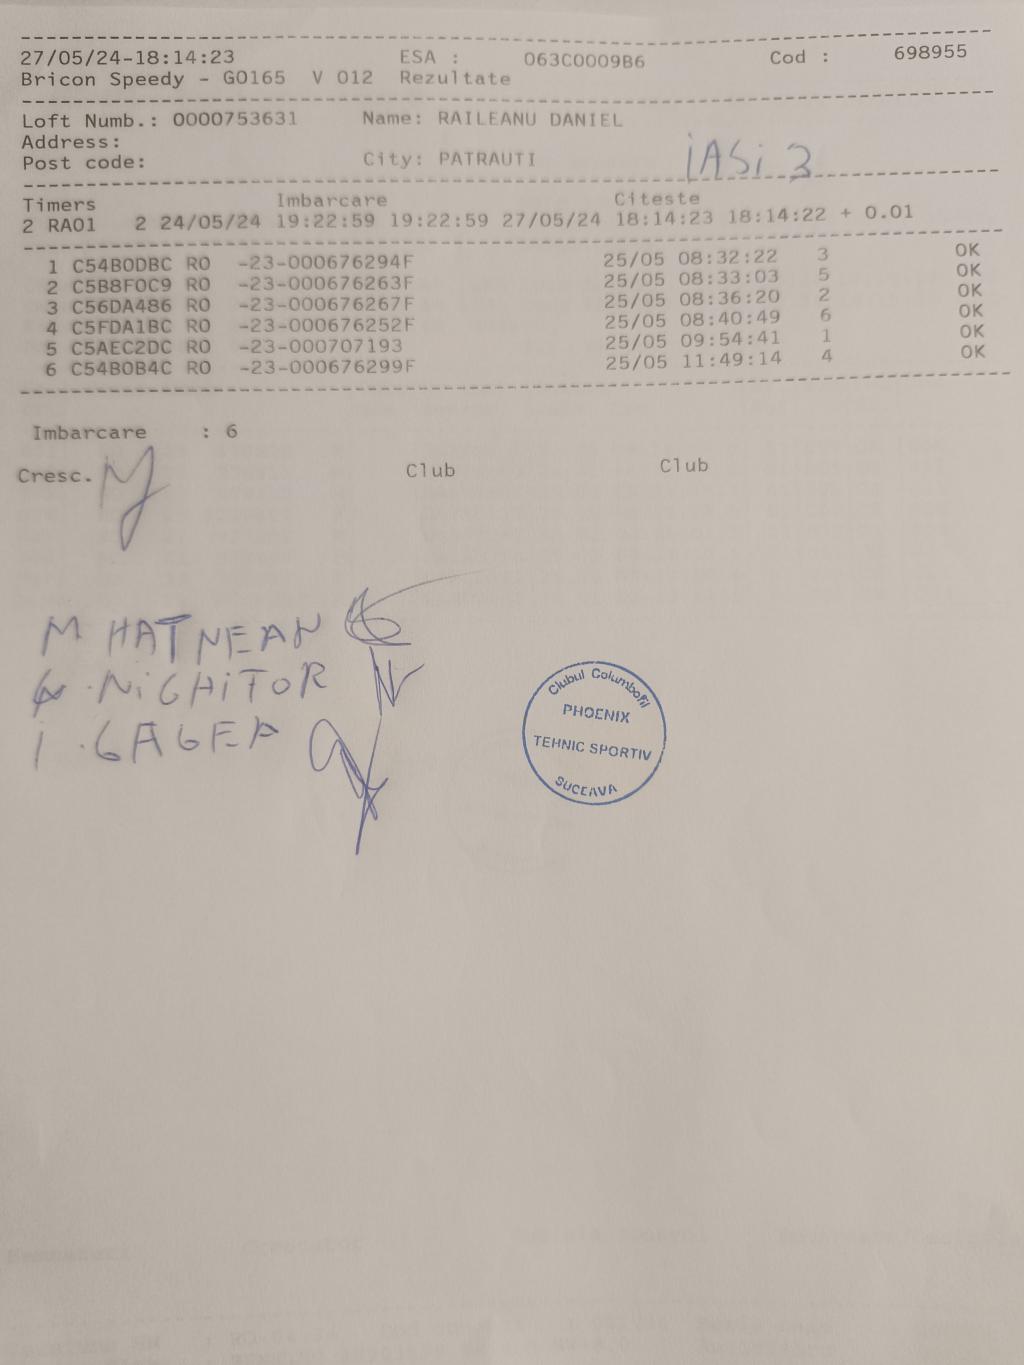 27/05/24-18:14:23 ESA : 063C0009B6 Cod : 698955
Bricon Speedy - G0165 V 012 Rezultate
Loft Numb.: 0000753631 Name: RAILEANU DANIEL
Address:
Post code: City: PATRAUTI
IASI 3
Timers Imbarcare Citeste
2 RA01 2 24/05/24 19:22:59 19:22:59 27/05/24 18:14:23 18:14:22 + 0.01
1 C54B0DBC RO -23-000676294F 25/05 08:32:22 3 OK
2 C5B8F0C9 RO -23-000676263F 25/05 08:33:03 5 OK
3 C56DA486 RO -23-000676267F 25/05 08:36:20 2 OK
4 C5FDA1BC RO -23-000676252F 25/05 08:40:49 6 OK
5 C5AEC2DC RO -23-000707193 25/05 09:54:41 1 OK
6 C54B0B4C RO -23-000676299F 25/05 11:49:14 4 OK
Imbarcare : 6
Cresc. Club Club
M HATNEAN
NIGHITOR
I. GAGEA
Clubul Columbofil
PHOENIX
TEHNIC SPORTIV
SUCEAVA